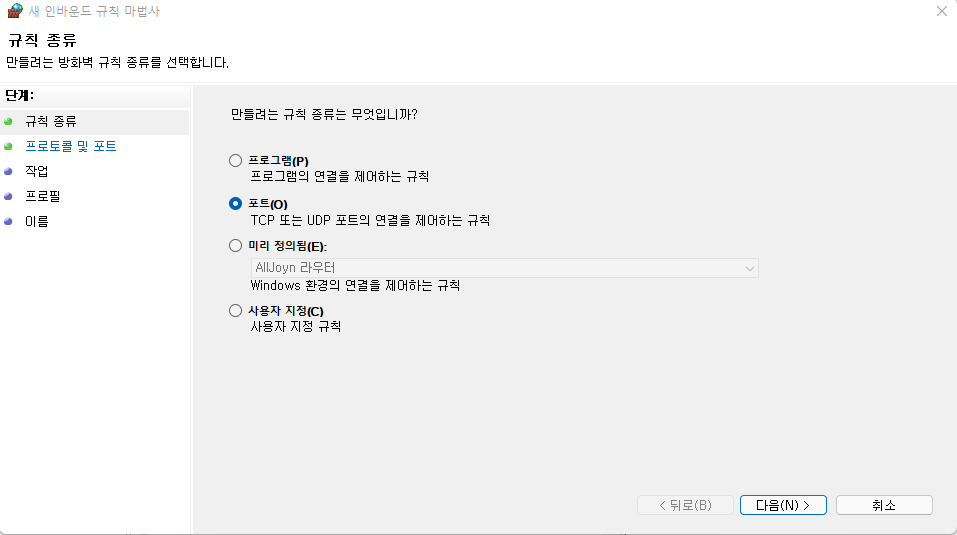 새 인바운드 규칙 마법사
규칙 종류
만들려는 방화벽 규칙 종류를 선택합니다.
단계:
규칙 종류
프로토콜 및 포트
작업
프로필
이름
만들려는 규칙 종류는 무엇입니까?
프로그램(P)
프로그램의 연결을 제어하는 규칙
포트(O)
TCP 또는 UDP 포트의 연결을 제어하는 규칙
미리 정의됨(E):
AllJoyn 라우터
Windows 환경의 연결을 제어하는 규칙
사용자 지정(C)
사용자 지정 규칙
< 뒤로(B)
다음(N) >
취소